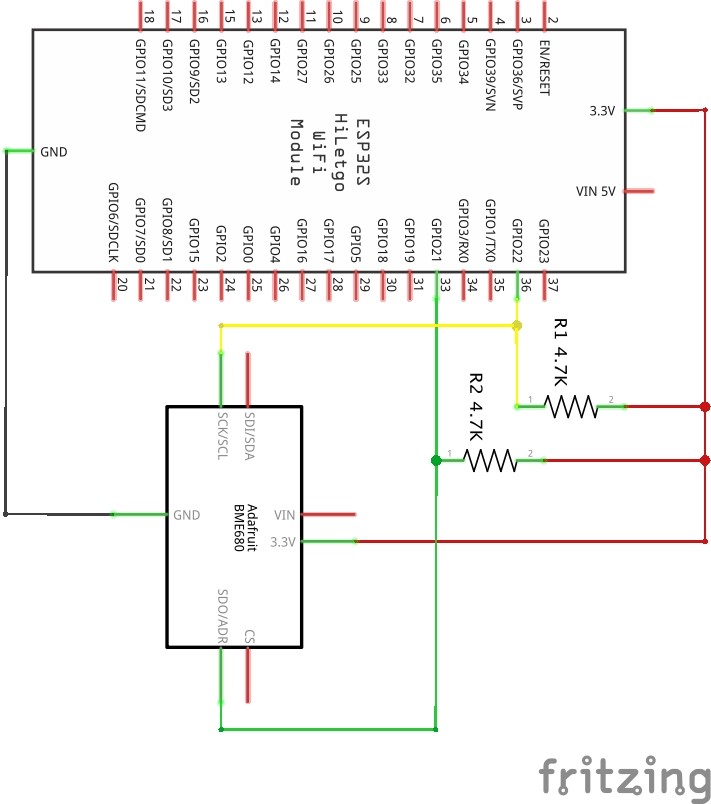 18
17
16
15
14
13
12
11
10
9
8
7
6
5
4
3
2
GPIO11/SDCMD
GPIO10/SD3
GPIO9/SD2
GPIO13
GPIO12
GPIO14
GPIO27
GPIO26
GPIO25
GPIO33
GPIO32
GPIO35
GPIO34
GPIO39/SVN
GPIO36/SVP
EN/RESET
3.3V
GND
ESP32S
HiLetgo
WiFi
Module
VIN 5V
GPIO6/SDCLK
GPIO7/SD0
GPIO8/SD1
GPIO15
GPIO2
GPIO0
GPIO4
GPIO16
GPIO17
GPIO5
GPIO18
GPIO19
GPIO21
GPIO3/RX0
GPIO1/TX0
GPIO22
GPIO23
20
21
22
23
24
25
26
27
28
29
30
31
33
34
35
36
37
R1 4.7K
1
2
R2 4.7K
1
2
SCK/SCL
SDI/SDA
GND
Adafruit
BME680
VIN
3.3V
SDO/ADR
CS
fritzing